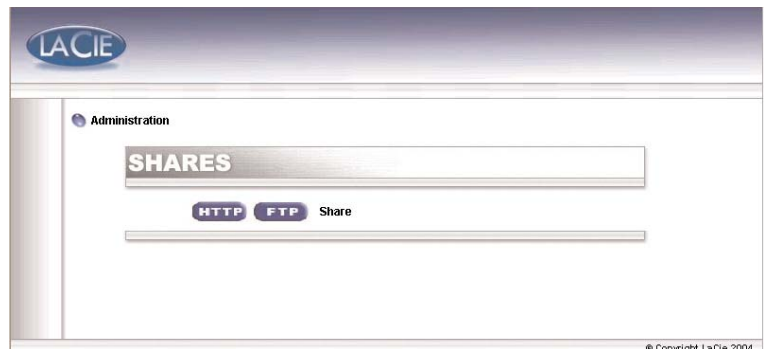 LACIE
Administration
SHARES
HTTP FTP Share
© Copyright LaCie 2004